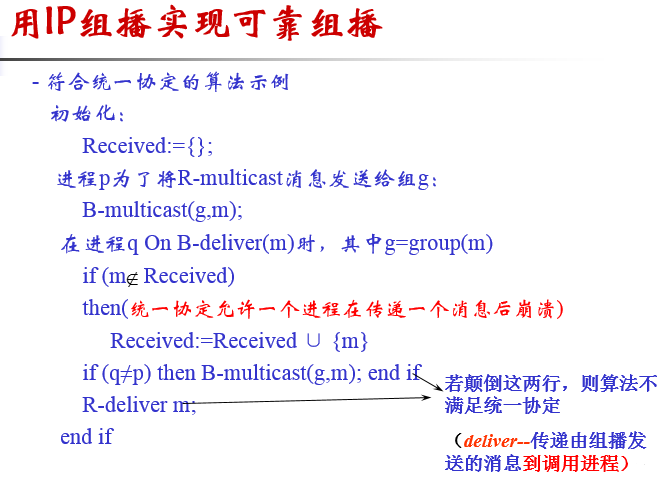 用IP组播实现可靠组播
- 符合统一协定的算法示例
初始化：
Received:={};
进程p为了将R-multicast消息发送给组g：
B-multicast(g,m);
在进程q On B-deliver(m)时，其中g=group(m)
if (m∉ Received)
then(统一协定允许一个进程在传递一个消息后崩溃)
Received:=Received ∪ {m}
if (q≠p) then B-multicast(g,m); end if
R-deliver m;
end if
若颠倒这两行，则算法不
满足统一协定
（deliver--传递由组播发
送的消息到调用进程）